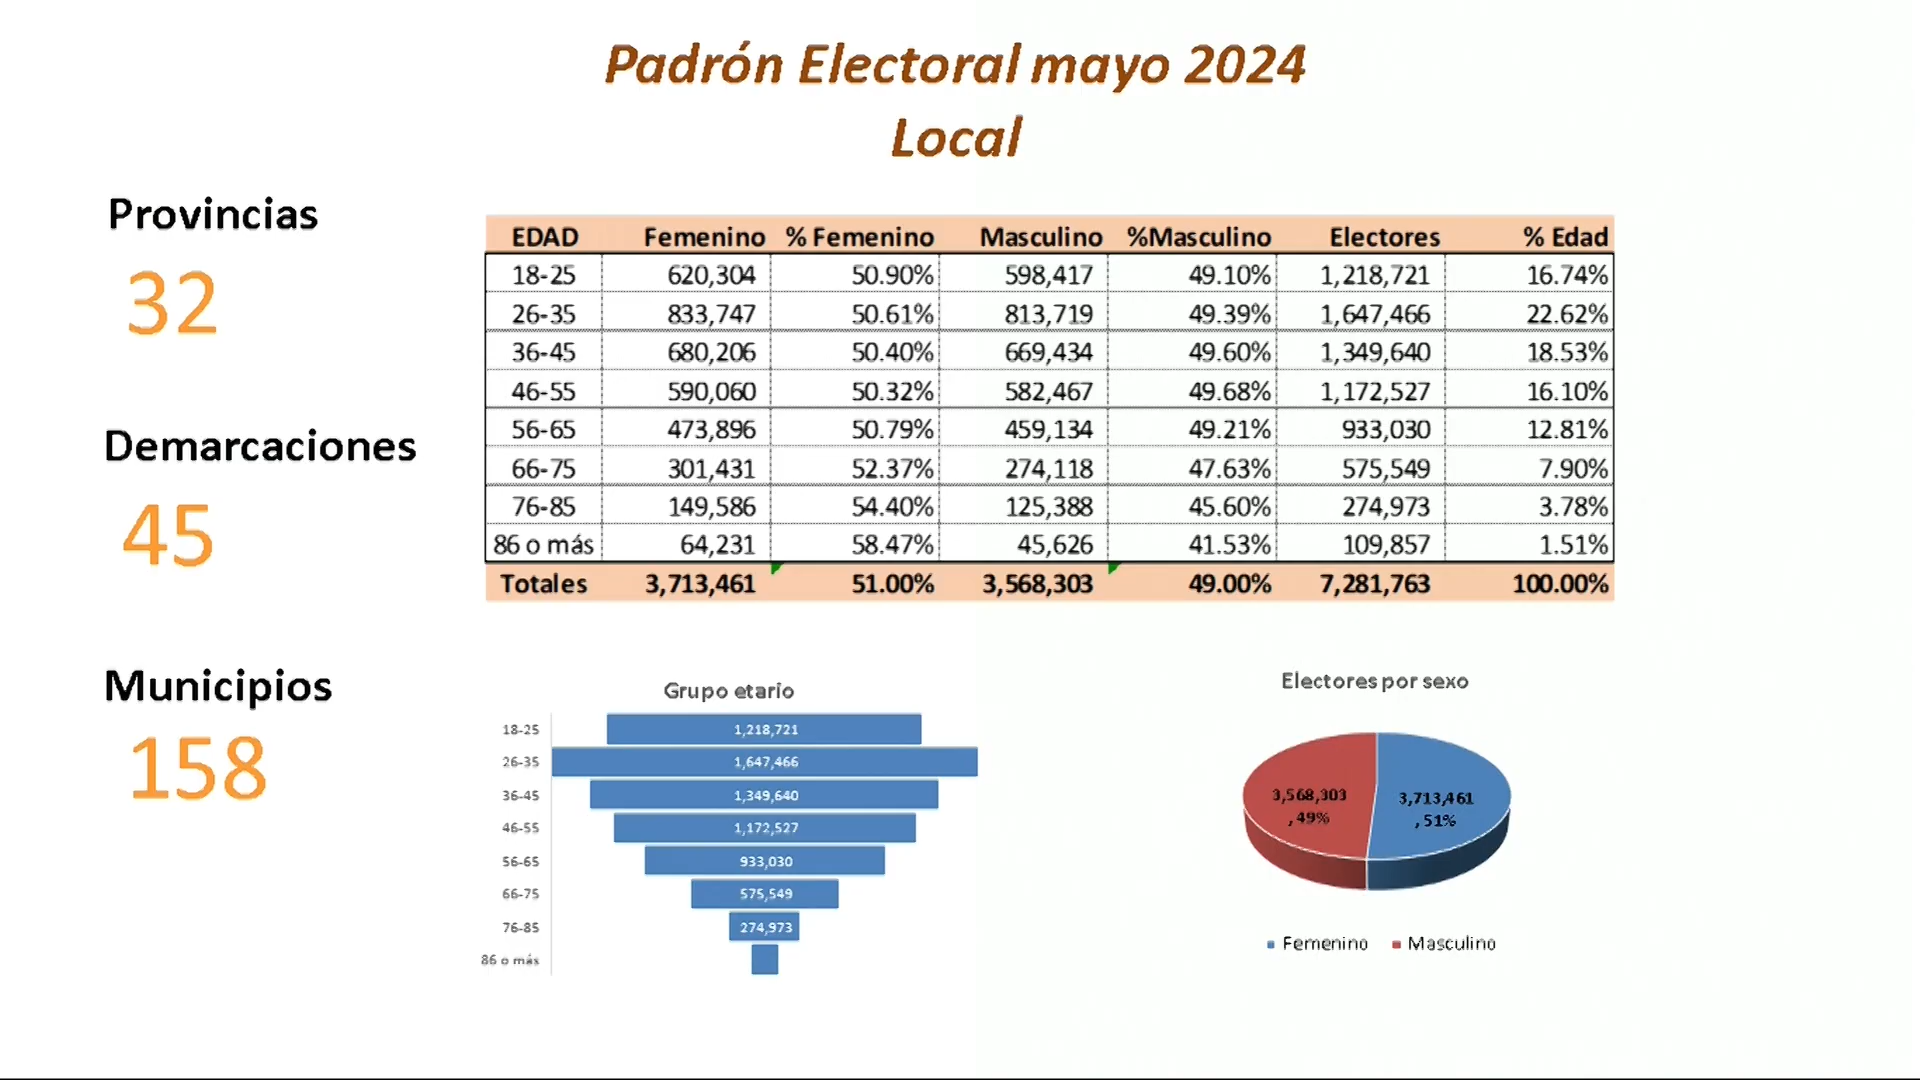 Padrón Electoral mayo 2024
Local
Provincias
32
Demarcaciones
45
Municipios
158
EDAD Femenino % Femenino Masculino %Masculino Electores % Edad
18-25 620,304 50.90% 598,417 49.10% 1,218,721 16.74%
26-35 833,747 50.61% 813,719 49.39% 1,647,466 22.62%
36-45 680,206 50.40% 669,434 49.60% 1,349,640 18.53%
46-55 590,060 50.32% 582,467 49.68% 1,172,527 16.10%
56-65 473,896 50.79% 459,134 49.21% 933,030 12.81%
66-75 301,431 52.37% 274,118 47.63% 575,549 7.90%
76-85 149,586 54.40% 125,388 45.60% 274,973 3.78%
86 o más 64,231 58.47% 45,626 41.53% 109,857 1.51%
Totales 3,713,461 51.00% 3,568,303 49.00% 7,281,763 100.00%
Grupo etario
18-25 1,218,721
26-35 1,647,466
36-45 1,349,640
46-55 1,172,527
56-65 933,030
66-75 575,549
76-85 274,973
86 o más
Electores por sexo
3,568,303
, 49%
3,713,461
, 51%
Femenino Masculino